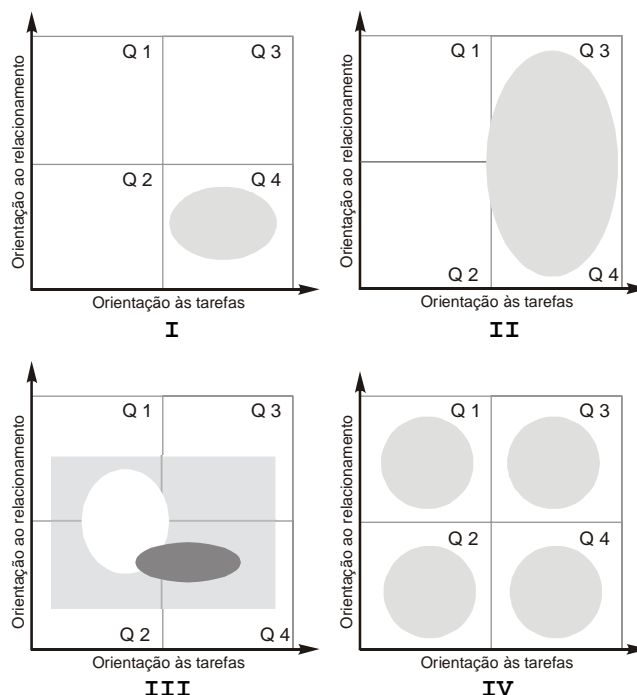 Orientação ao relacionamento
Q 1
Q 3
Q 2
Q 4
Orientação às tarefas
I
Orientação ao relacionamento
Q 1
Q 3
Q 2
Q 4
Orientação às tarefas
II
Orientação ao relacionamento
Q 1
Q 3
Q 2
Q 4
Orientação às tarefas
III
Orientação ao relacionamento
Q 1
Q 3
Q 2
Q 4
Orientação às tarefas
IV